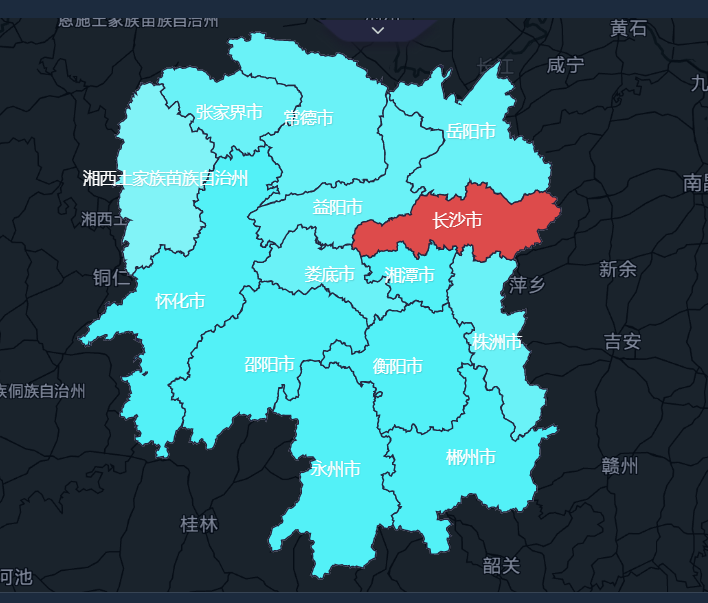 恩施土家族苗族自治州
黄石
长江
咸宁
九
张家界市
常德市
岳阳市
湘西土家族苗族自治州
南昌
益阳市
湘西土
长沙市
铜仁
娄底市
湘潭市
新余
萍乡
怀化市
株洲市
吉安
邵阳市
衡阳市
族侗族自治州
永州市
郴州市
赣州
桂林
韶关
河池